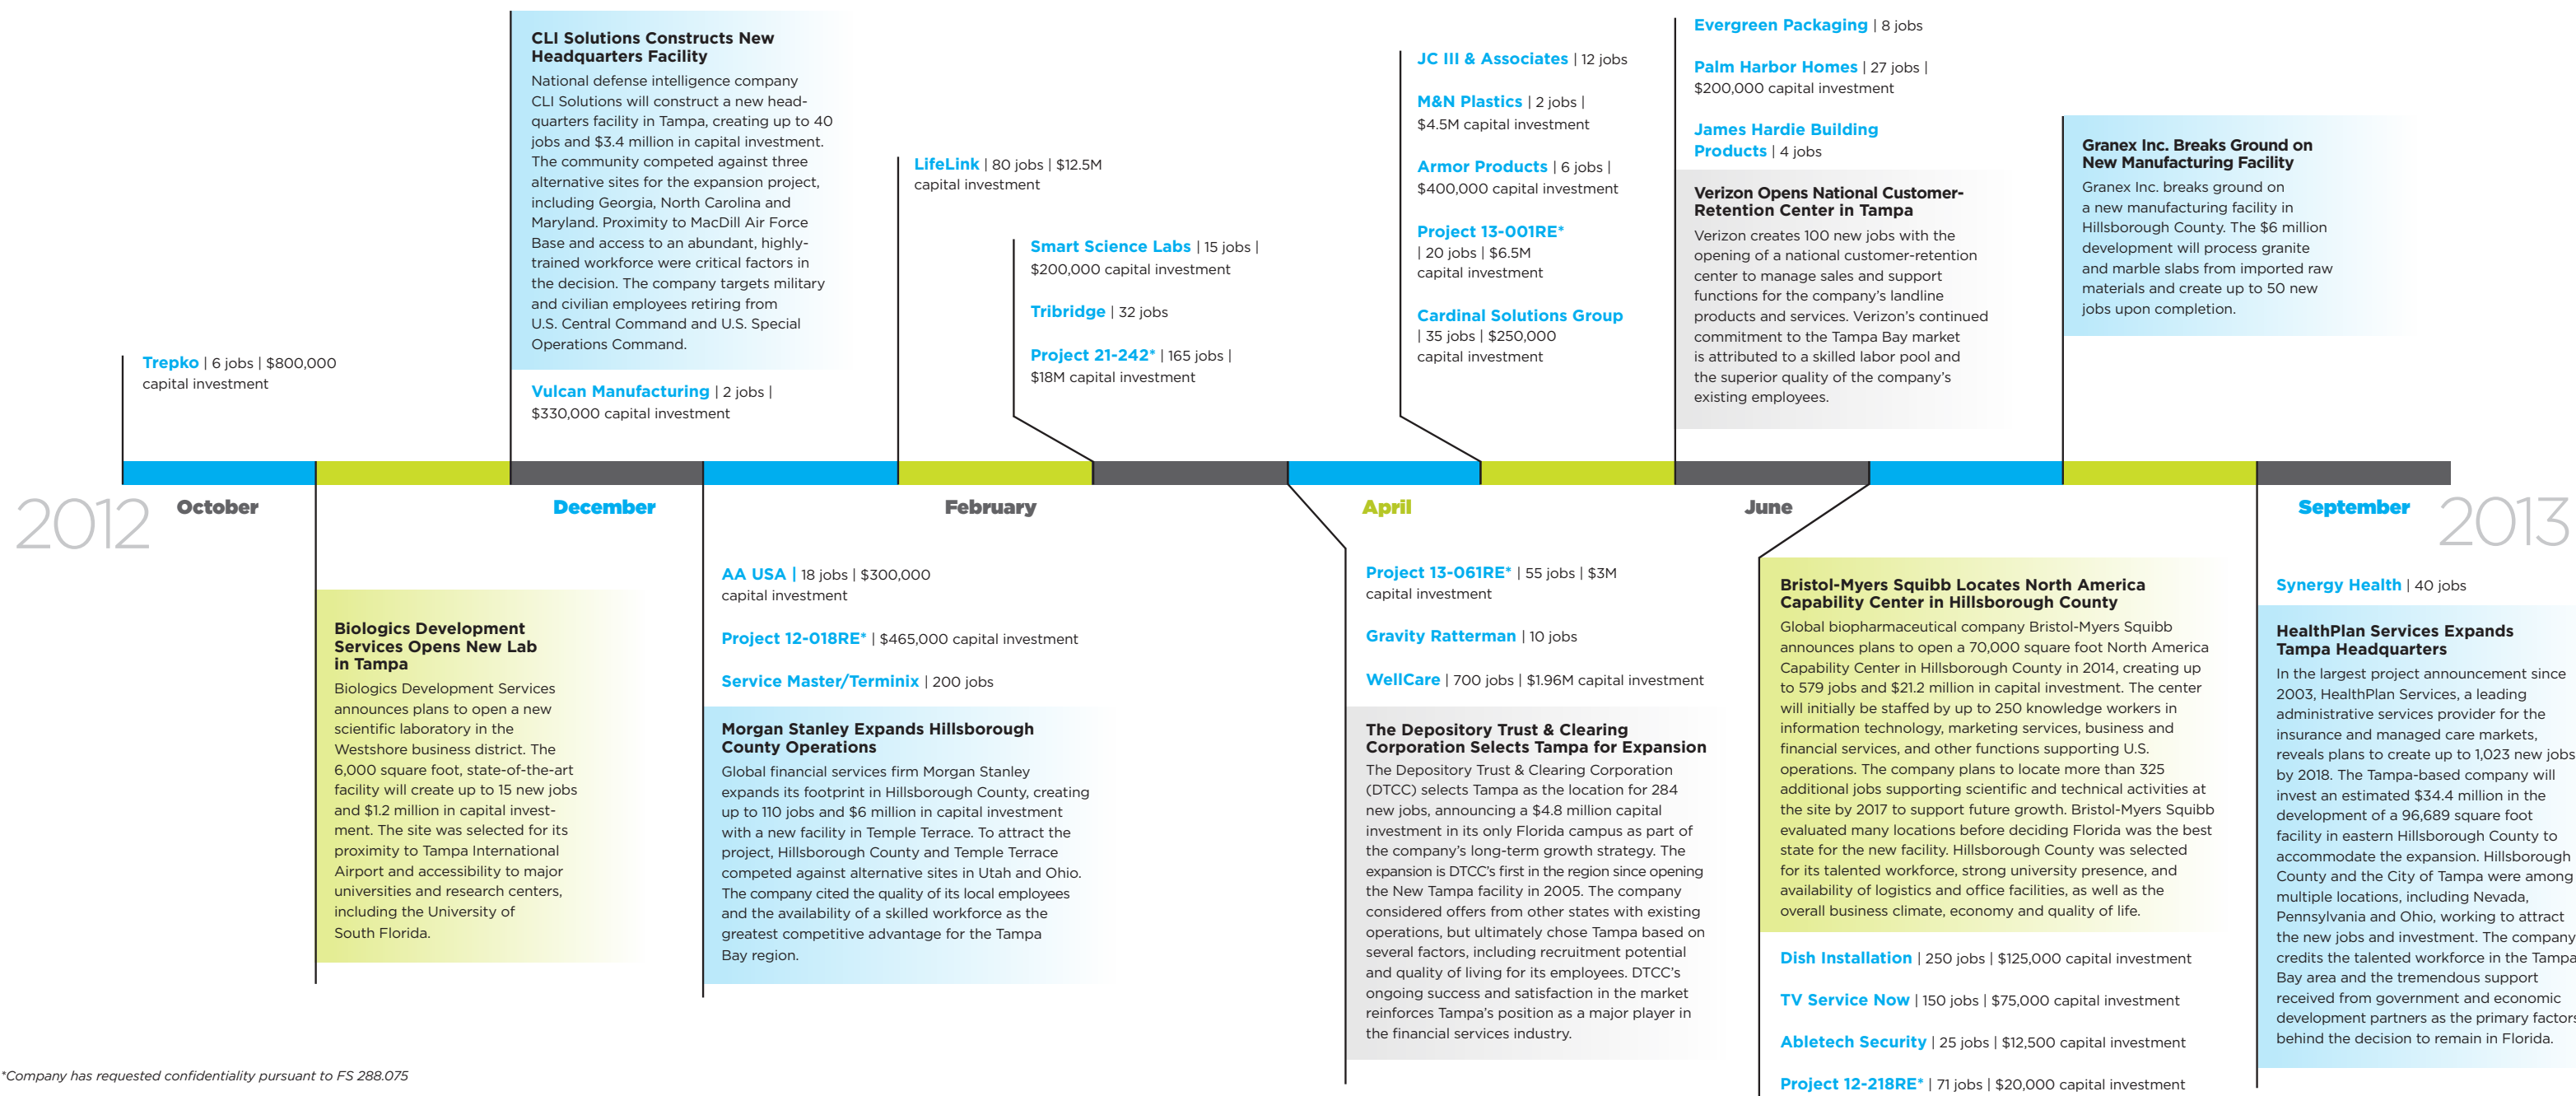 Trepko | 6 jobs | $800,000
capital investment
CLI Solutions Constructs New
Headquarters Facility
National defense intelligence company
CLI Solutions will construct a new head-
quarters facility in Tampa, creating up to 40
jobs and $3.4 million in capital investment.
The community competed against three
alternative sites for the expansion project,
including Georgia, North Carolina and
Maryland. Proximity to MacDill Air Force
Base and access to an abundant, highly-
trained workforce were critical factors in
the decision. The company targets military
and civilian employees retiring from
U.S. Central Command and U.S. Special
Operations Command.
Vulcan Manufacturing | 2 jobs |
$330,000 capital investment
LifeLink | 80 jobs | $12.5M
capital investment
Smart Science Labs | 15 jobs |
$200,000 capital investment
Tribridge | 32 jobs
Project 21-242* | 165 jobs |
$18M capital investment
JC III & Associates | 12 jobs
M&N Plastics | 2 jobs |
$4.5M capital investment
Armor Products | 6 jobs |
$400,000 capital investment
Project 13-001RE*
| 20 jobs | $6.5M
capital investment
Cardinal Solutions Group
| 35 jobs | $250,000
capital investment
Evergreen Packaging | 8 jobs
Palm Harbor Homes | 27 jobs |
$200,000 capital investment
James Hardie Building
Products | 4 jobs
Verizon Opens National Customer-
Retention Center in Tampa
Verizon creates 100 new jobs with the
opening of a national customer-retention
center to manage sales and support
functions for the company's landline
products and services. Verizon's continued
commitment to the Tampa Bay market
is attributed to a skilled labor pool and
the superior quality of the company's
existing employees.
Granex Inc. Breaks Ground on
New Manufacturing Facility
Granex Inc. breaks ground on
a new manufacturing facility in
Hillsborough County. The $6 million
development will process granite
and marble slabs from imported raw
materials and create up to 50 new
jobs upon completion.
2012
October
December
February
April
June
September
2013
Biologics Development
Services Opens New Lab
in Tampa
Biologics Development Services
announces plans to open a new
scientific laboratory in the
Westshore business district. The
6,000 square foot, state-of-the-art
facility will create up to 15 new jobs
and $1.2 million in capital invest-
ment. The site was selected for its
proximity to Tampa International
Airport and accessibility to major
universities and research centers,
including the University of
South Florida.
AA USA | 18 jobs | $300,000
capital investment
Project 12-018RE* | $465,000 capital investment
Service Master/Terminix | 200 jobs
Morgan Stanley Expands Hillsborough
County Operations
Global financial services firm Morgan Stanley
expands its footprint in Hillsborough County, creating
up to 110 jobs and $6 million in capital investment
with a new facility in Temple Terrace. To attract the
project, Hillsborough County and Temple Terrace
competed against alternative sites in Utah and Ohio.
The company cited the quality of its local employees
and the availability of a skilled workforce as the
greatest competitive advantage for the Tampa
Bay region.
Project 13-061RE* | 55 jobs | $3M
capital investment
Gravity Ratterman | 10 jobs
WellCare | 700 jobs | $1.96M capital investment
The Depository Trust & Clearing
Corporation Selects Tampa for Expansion
The Depository Trust & Clearing Corporation
(DTCC) selects Tampa as the location for 284
new jobs, announcing a $4.8 million capital
investment in its only Florida campus as part of
the company's long-term growth strategy. The
expansion is DTCC's first in the region since opening
the New Tampa facility in 2005. The company
considered offers from other states with existing
operations, but ultimately chose Tampa based on
several factors, including recruitment potential
and quality of living for its employees. DTCC's
ongoing success and satisfaction in the market
reinforces Tampa's position as a major player in
the financial services industry.
Bristol-Myers Squibb Locates North America
Capability Center in Hillsborough County
Global biopharmaceutical company Bristol-Myers Squibb
announces plans to open a 70,000 square foot North America
Capability Center in Hillsborough County in 2014, creating up
to 579 jobs and $21.2 million in capital investment. The center
will initially be staffed by up to 250 knowledge workers in
information technology, marketing services, business and
financial services, and other functions supporting U.S.
operations. The company plans to locate more than 325
additional jobs supporting scientific and technical activities at
the site by 2017 to support future growth. Bristol-Myers Squibb
evaluated many locations before deciding Florida was the best
state for the new facility. Hillsborough County was selected
for its talented workforce, strong university presence, and
availability of logistics and office facilities, as well as the
overall business climate, economy and quality of life.
Dish Installation | 250 jobs | $125,000 capital investment
TV Service Now | 150 jobs | $75,000 capital investment
Abletech Security | 25 jobs | $12,500 capital investment
Project 12-218RE* | 71 jobs | $20,000 capital investment
Synergy Health | 40 jobs
HealthPlan Services Expands
Tampa Headquarters
In the largest project announcement since
2003, HealthPlan Services, a leading
administrative services provider for the
insurance and managed care markets,
reveals plans to create up to 1,023 new jobs
by 2018. The Tampa-based company will
invest an estimated $34.4 million in the
development of a 96,689 square foot
facility in eastern Hillsborough County to
accommodate the expansion. Hillsborough
County and the City of Tampa were among
multiple locations, including Nevada,
Pennsylvania and Ohio, working to attract
the new jobs and investment. The company
credits the talented workforce in the Tampa
Bay area and the tremendous support
received from government and economic
development partners as the primary factors
behind the decision to remain in Florida.
*Company has requested confidentiality pursuant to FS 288.075